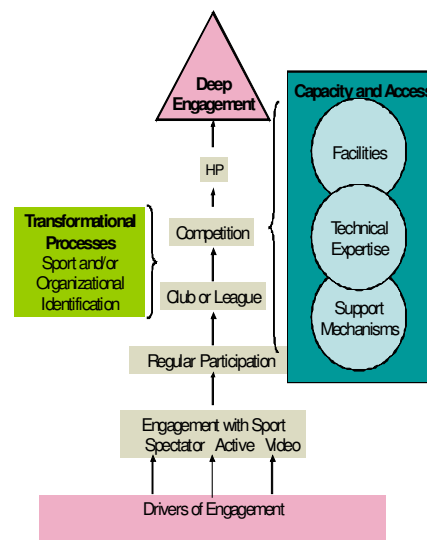 Deep
Engagement
Capacity and Access
Facilities
HP
Transformational
Processes
Sport and/or
Organizational
Identification
Competition
Technical
Expertise
Club or League
Support
Mechanisms
Regular Participation
Engagement with Sport
Spectator Active Video
Drivers of Engagement